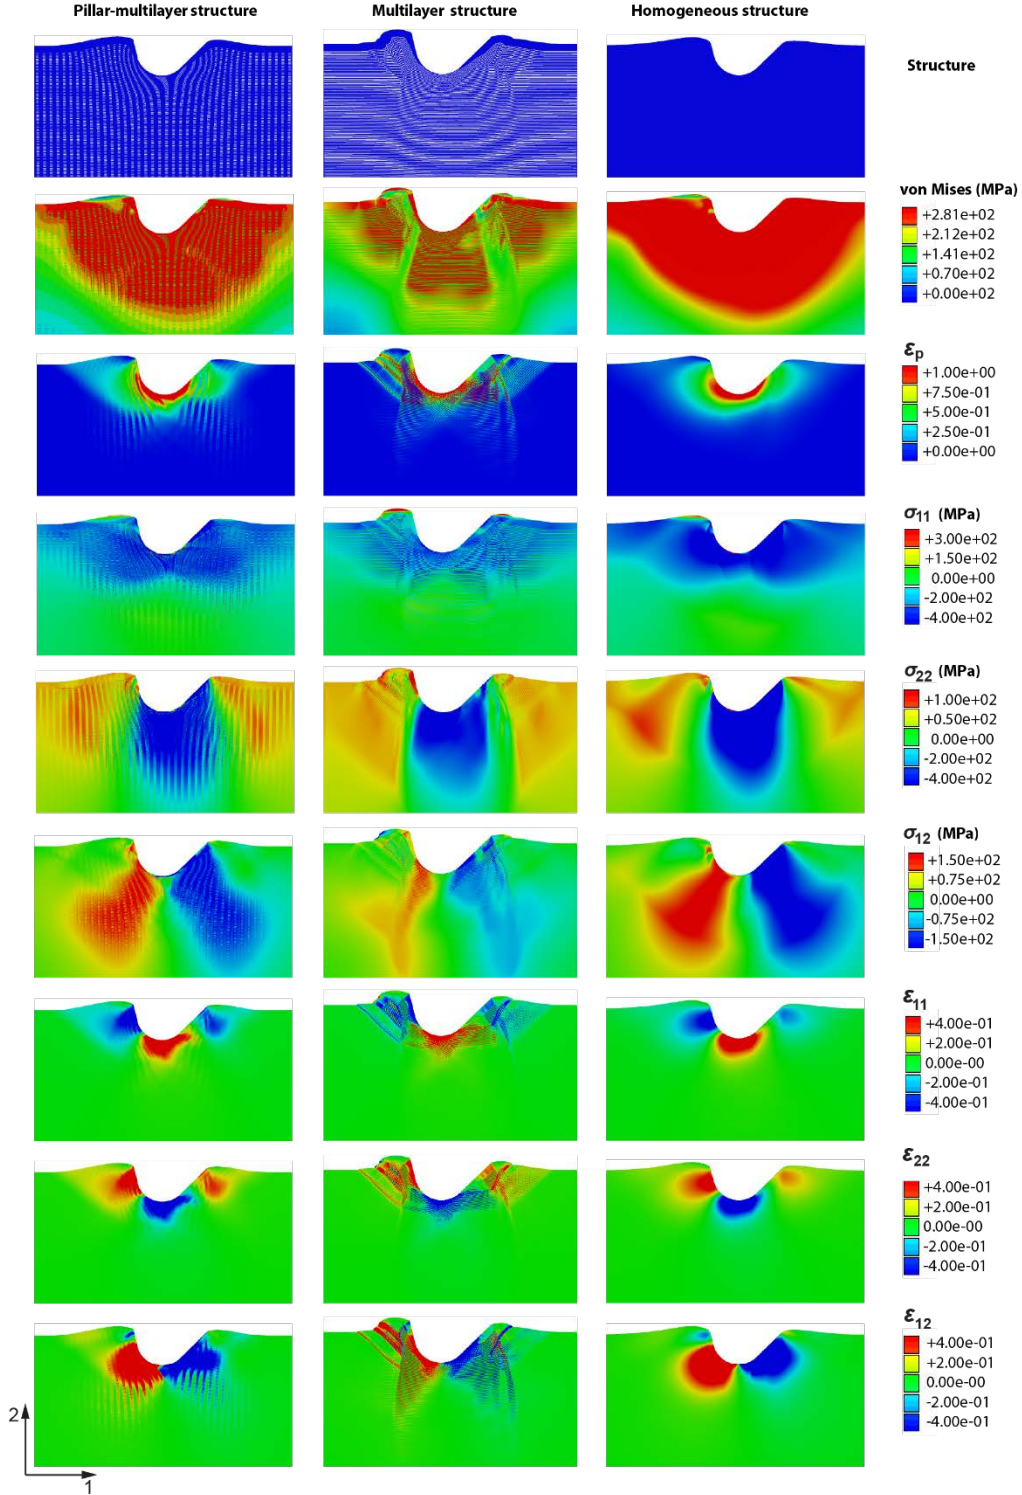 Pillar-multilayer structure
Multilayer structure
Homogeneous structure
Structure
von Mises (MPa)
+2.81e+02
+2.12e+02
+1.41e+02
+0.70e+02
+0.00e+02
εp
+1.00e+00
+7.50e-01
+5.00e-01
+2.50e-01
+0.00e+00
σ11 (MPa)
+3.00e+02
+1.50e+02
0.00e+00
-2.00e+02
-4.00e+02
σ22 (MPa)
+1.00e+02
+0.50e+02
0.00e+00
-2.00e+02
-4.00e+02
σ12 (MPa)
+1.50e+02
+0.75e+02
0.00e+00
-0.75e+02
-1.50e+02
ε11
+4.00e-01
+2.00e-01
0.00e-00
-2.00e-01
-4.00e-01
ε22
+4.00e-01
+2.00e-01
0.00e-00
-2.00e-01
-4.00e-01
ε12
+4.00e-01
+2.00e-01
0.00e-00
-2.00e-01
-4.00e-01
2
1